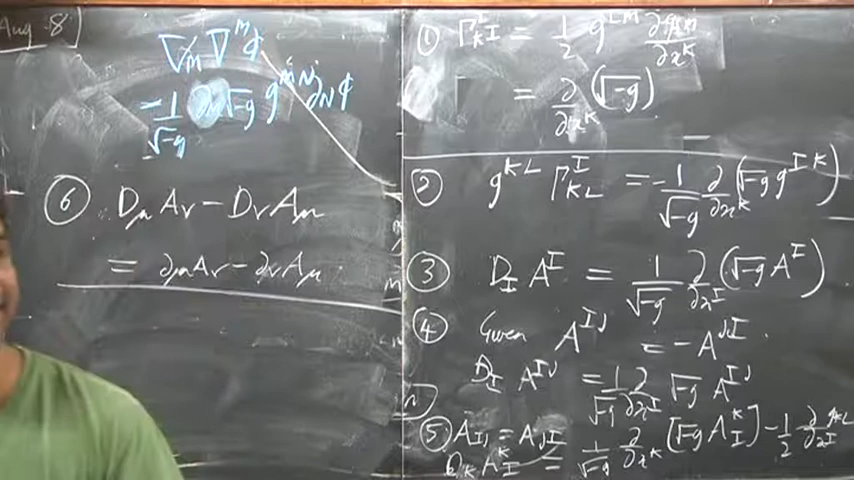 Aug. 8
∇_M ∇^M φ
= 1/√-g ∂_M √-g g^{MN} ∂_N φ
⑥ D_μ A_ν − D_ν A_μ
= ∂_μ A_ν − ∂_ν A_μ
① Γ^L_{KI} = 1/2 g^{LM} ∂g_{LM}/∂x^K
= ∂/∂x^K (√-g)
② g^{KL} Γ^I_{KL} = −1/√-g ∂/∂x^K (√-g g^{IK})
③ D_I A^I = 1/√-g ∂/∂x^I (√-g A^I)
④ Given A^{IJ} = −A^{JI}
D_I A^{IJ} = 1/√-g ∂/∂x^I √-g A^{IJ}
⑤ A_{IJ} = A_{JI}
D_K A^K_I = 1/√-g ∂/∂x^K [√-g A^K_I] − 1/2 ∂/∂x^I g^{KL}